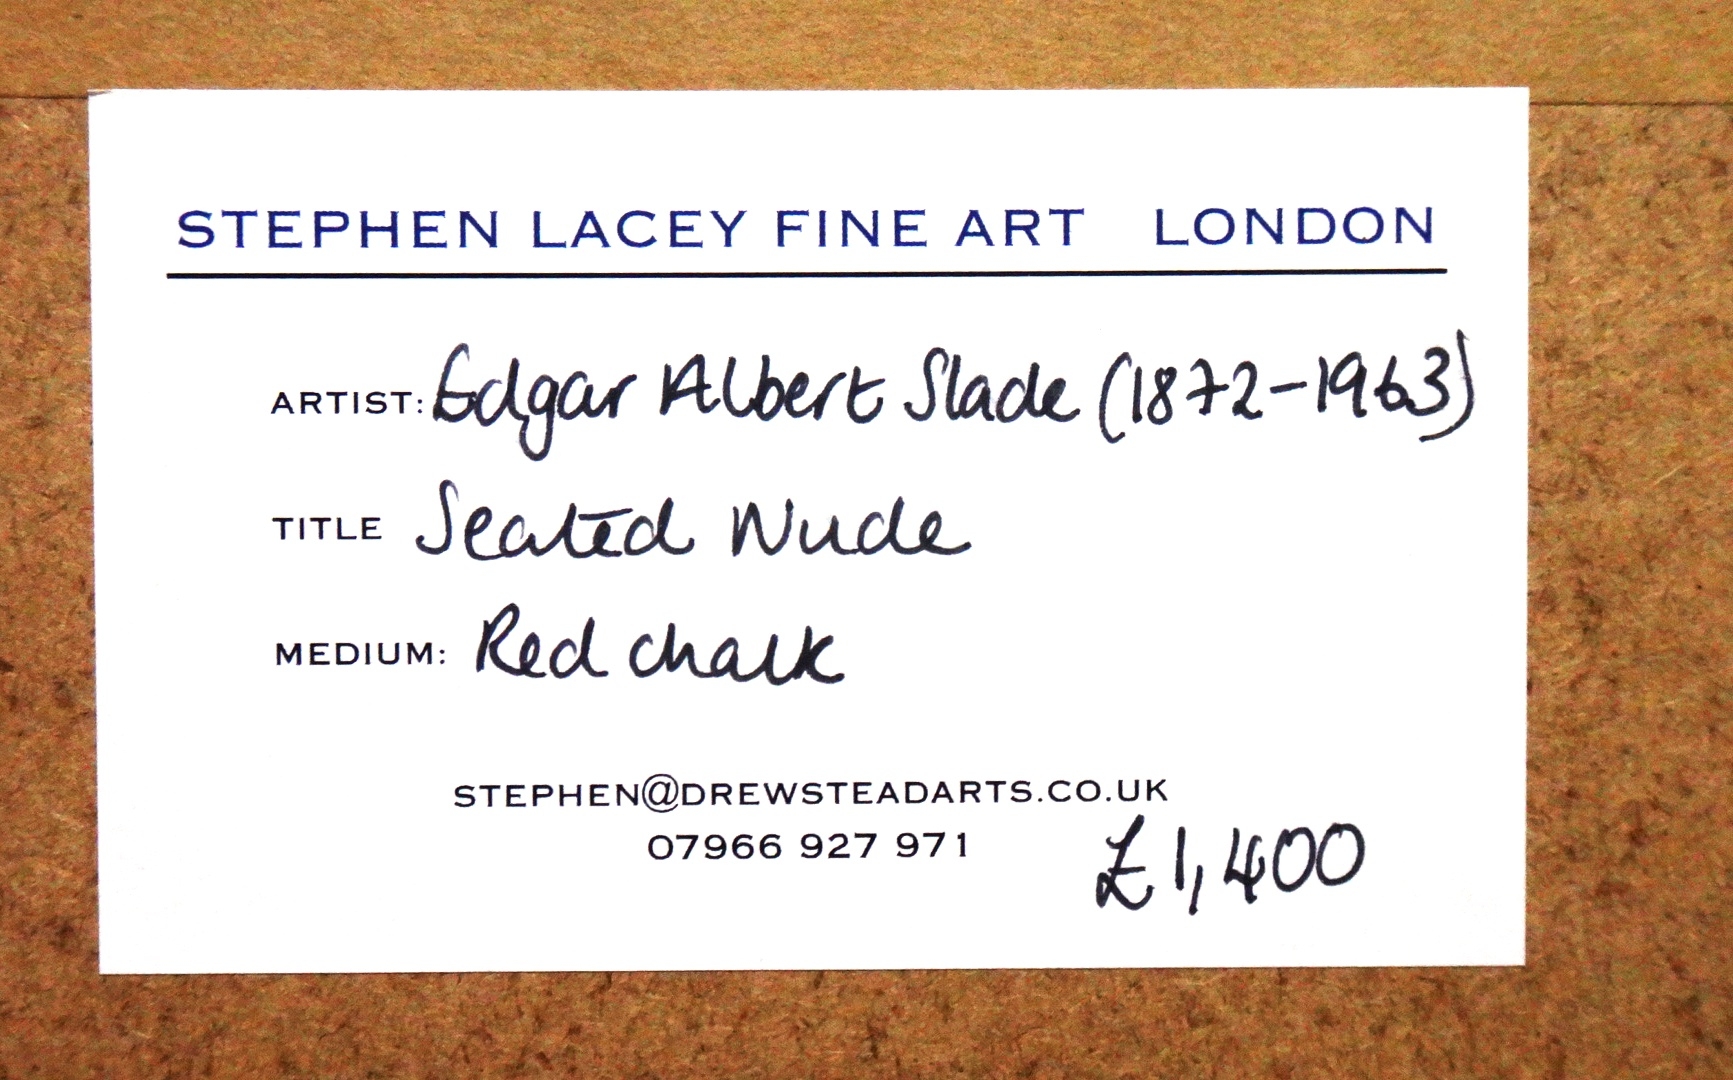 STEPHEN LACEY FINE ART LONDON
ARTIST: Edgar Albert Slade (1872-1963)
TITLE Seated Nude
MEDIUM: Red chalk
STEPHEN@DREWSTEADARTS.CO.UK
07966 927 971
£1,400